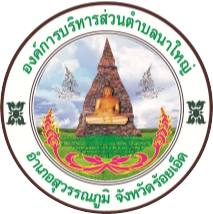 องค์การบริหารส่วนตำบลนาใหญ่
อำเภอสุวรรณภูมิ จังหวัดร้อยเอ็ด